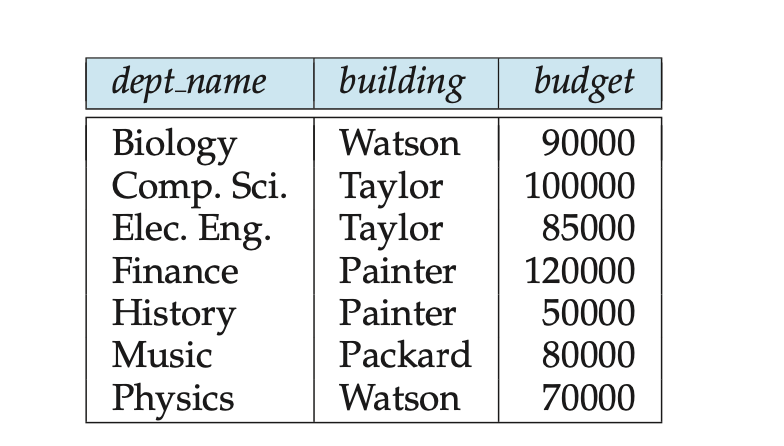 dept_name building budget
Biology Watson 90000
Comp. Sci. Taylor 100000
Elec. Eng. Taylor 85000
Finance Painter 120000
History Painter 50000
Music Packard 80000
Physics Watson 70000